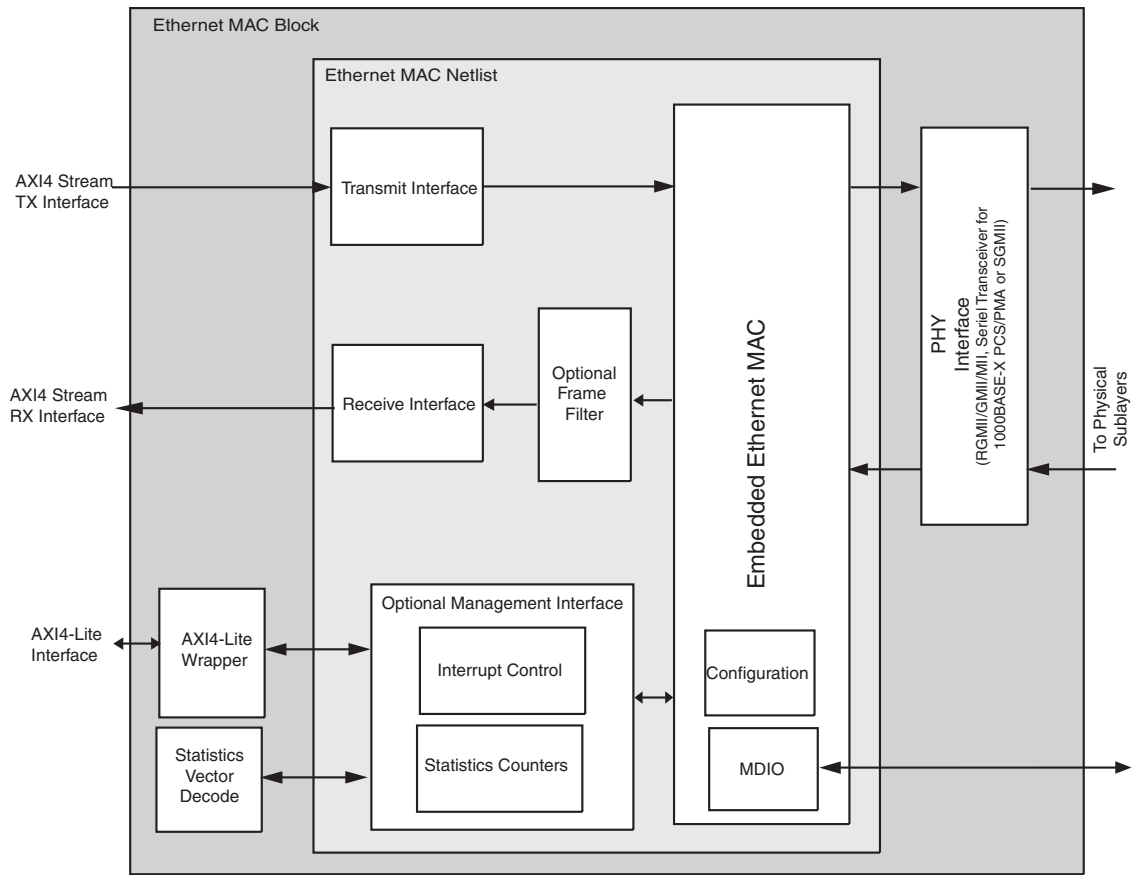 Ethernet MAC Block
Ethernet MAC Netlist
AXI4 Stream
TX Interface
Transmit Interface
AXI4 Stream
RX Interface
Receive Interface
Optional
Frame
Filter
Embedded Ethernet MAC
PHY
Interface
(RGMII/GMII/MII, Seriel Transceiver for
1000BASE-X PCS/PMA or SGMII)
To Physical
Sublayers
AXI4-Lite
Interface
AXI4-Lite
Wrapper
Optional Management Interface
Interrupt Control
Statistics Counters
Configuration
MDIO
Statistics
Vector
Decode